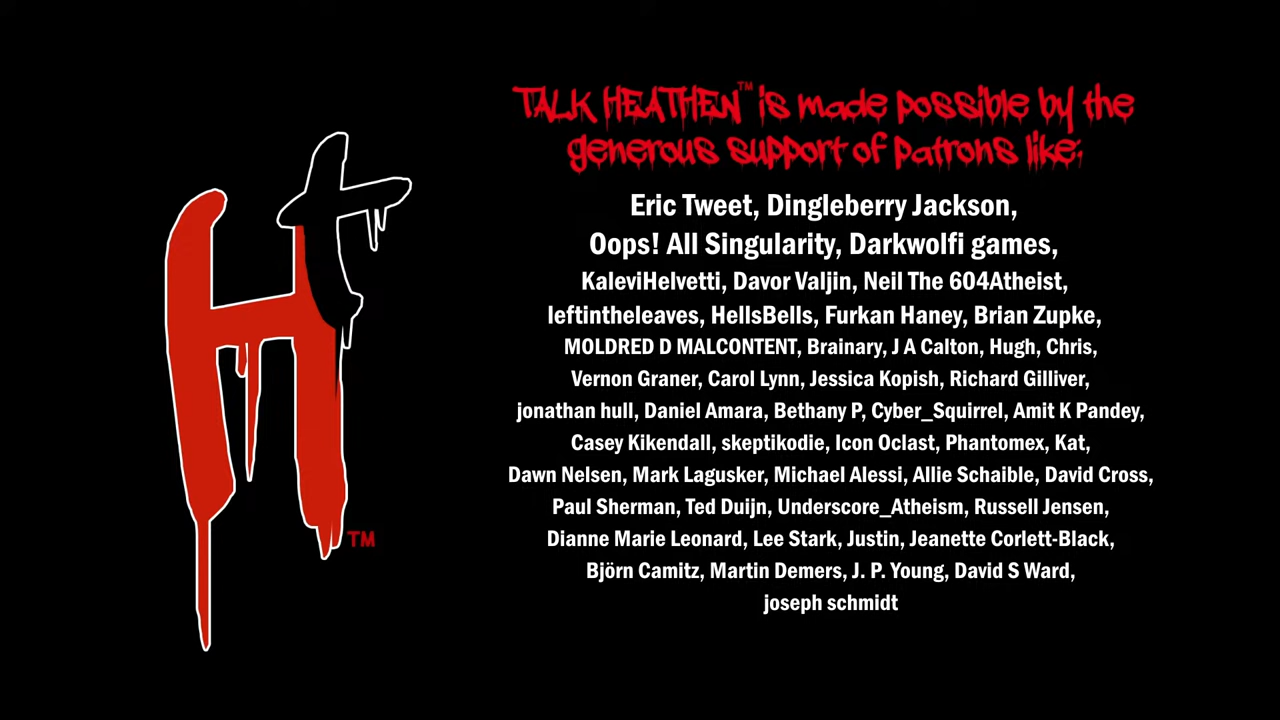 TALK HEATHEN™ is made possible by the
generous support of patrons like:
Eric Tweet, Dingleberry Jackson,
Oops! All Singularity, Darkwolfi games,
KaleviHelvetti, Davor Valjin, Neil The 604Atheist,
leftintheleaves, HellsBells, Furkan Haney, Brian Zupke,
MOLDRED D MALCONTENT, Brainary, J A Calton, Hugh, Chris,
Vernon Graner, Carol Lynn, Jessica Kopish, Richard Gilliver,
jonathan hull, Daniel Amara, Bethany P, Cyber_Squirrel, Amit K Pandey,
Casey Kikendall, skeptikodie, Icon Oclast, Phantomex, Kat,
Dawn Nelsen, Mark Lagusker, Michael Alessi, Allie Schaible, David Cross,
Paul Sherman, Ted Duijn, Underscore_Atheism, Russell Jensen,
Dianne Marie Leonard, Lee Stark, Justin, Jeanette Corlett-Black,
Björn Camitz, Martin Demers, J. P. Young, David S Ward,
joseph schmidt
Ht
TM